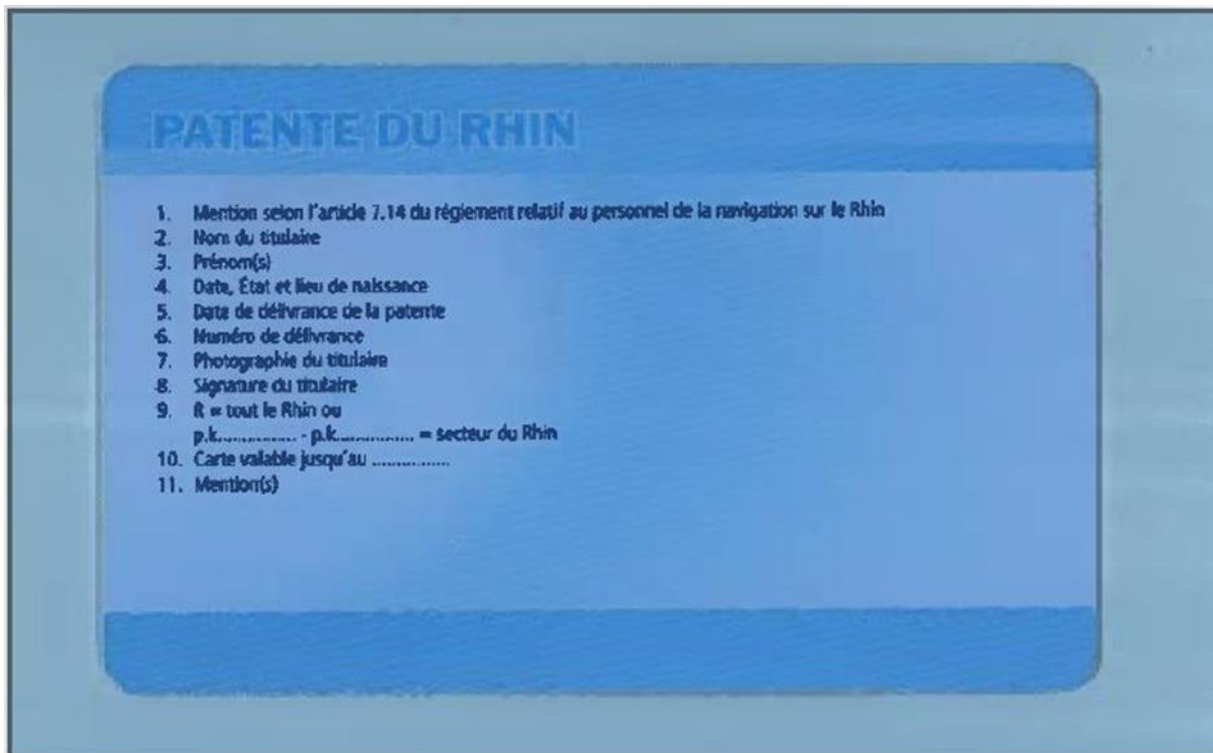 PATENTE DU RHIN
1. Mention selon l'article 7.14 du règlement relatif au personnel de la navigation sur le Rhin
2. Nom du titulaire
3. Prénom(s)
4. Date, État et lieu de naissance
5. Date de délivrance de la patente
6. Numéro de délivrance
7. Photographie du titulaire
8. Signature du titulaire
9. R = tout le Rhin ou
p.k................ - p.k................ = secteur du Rhin
10. Carte valable jusqu'au ................
11. Mention(s)